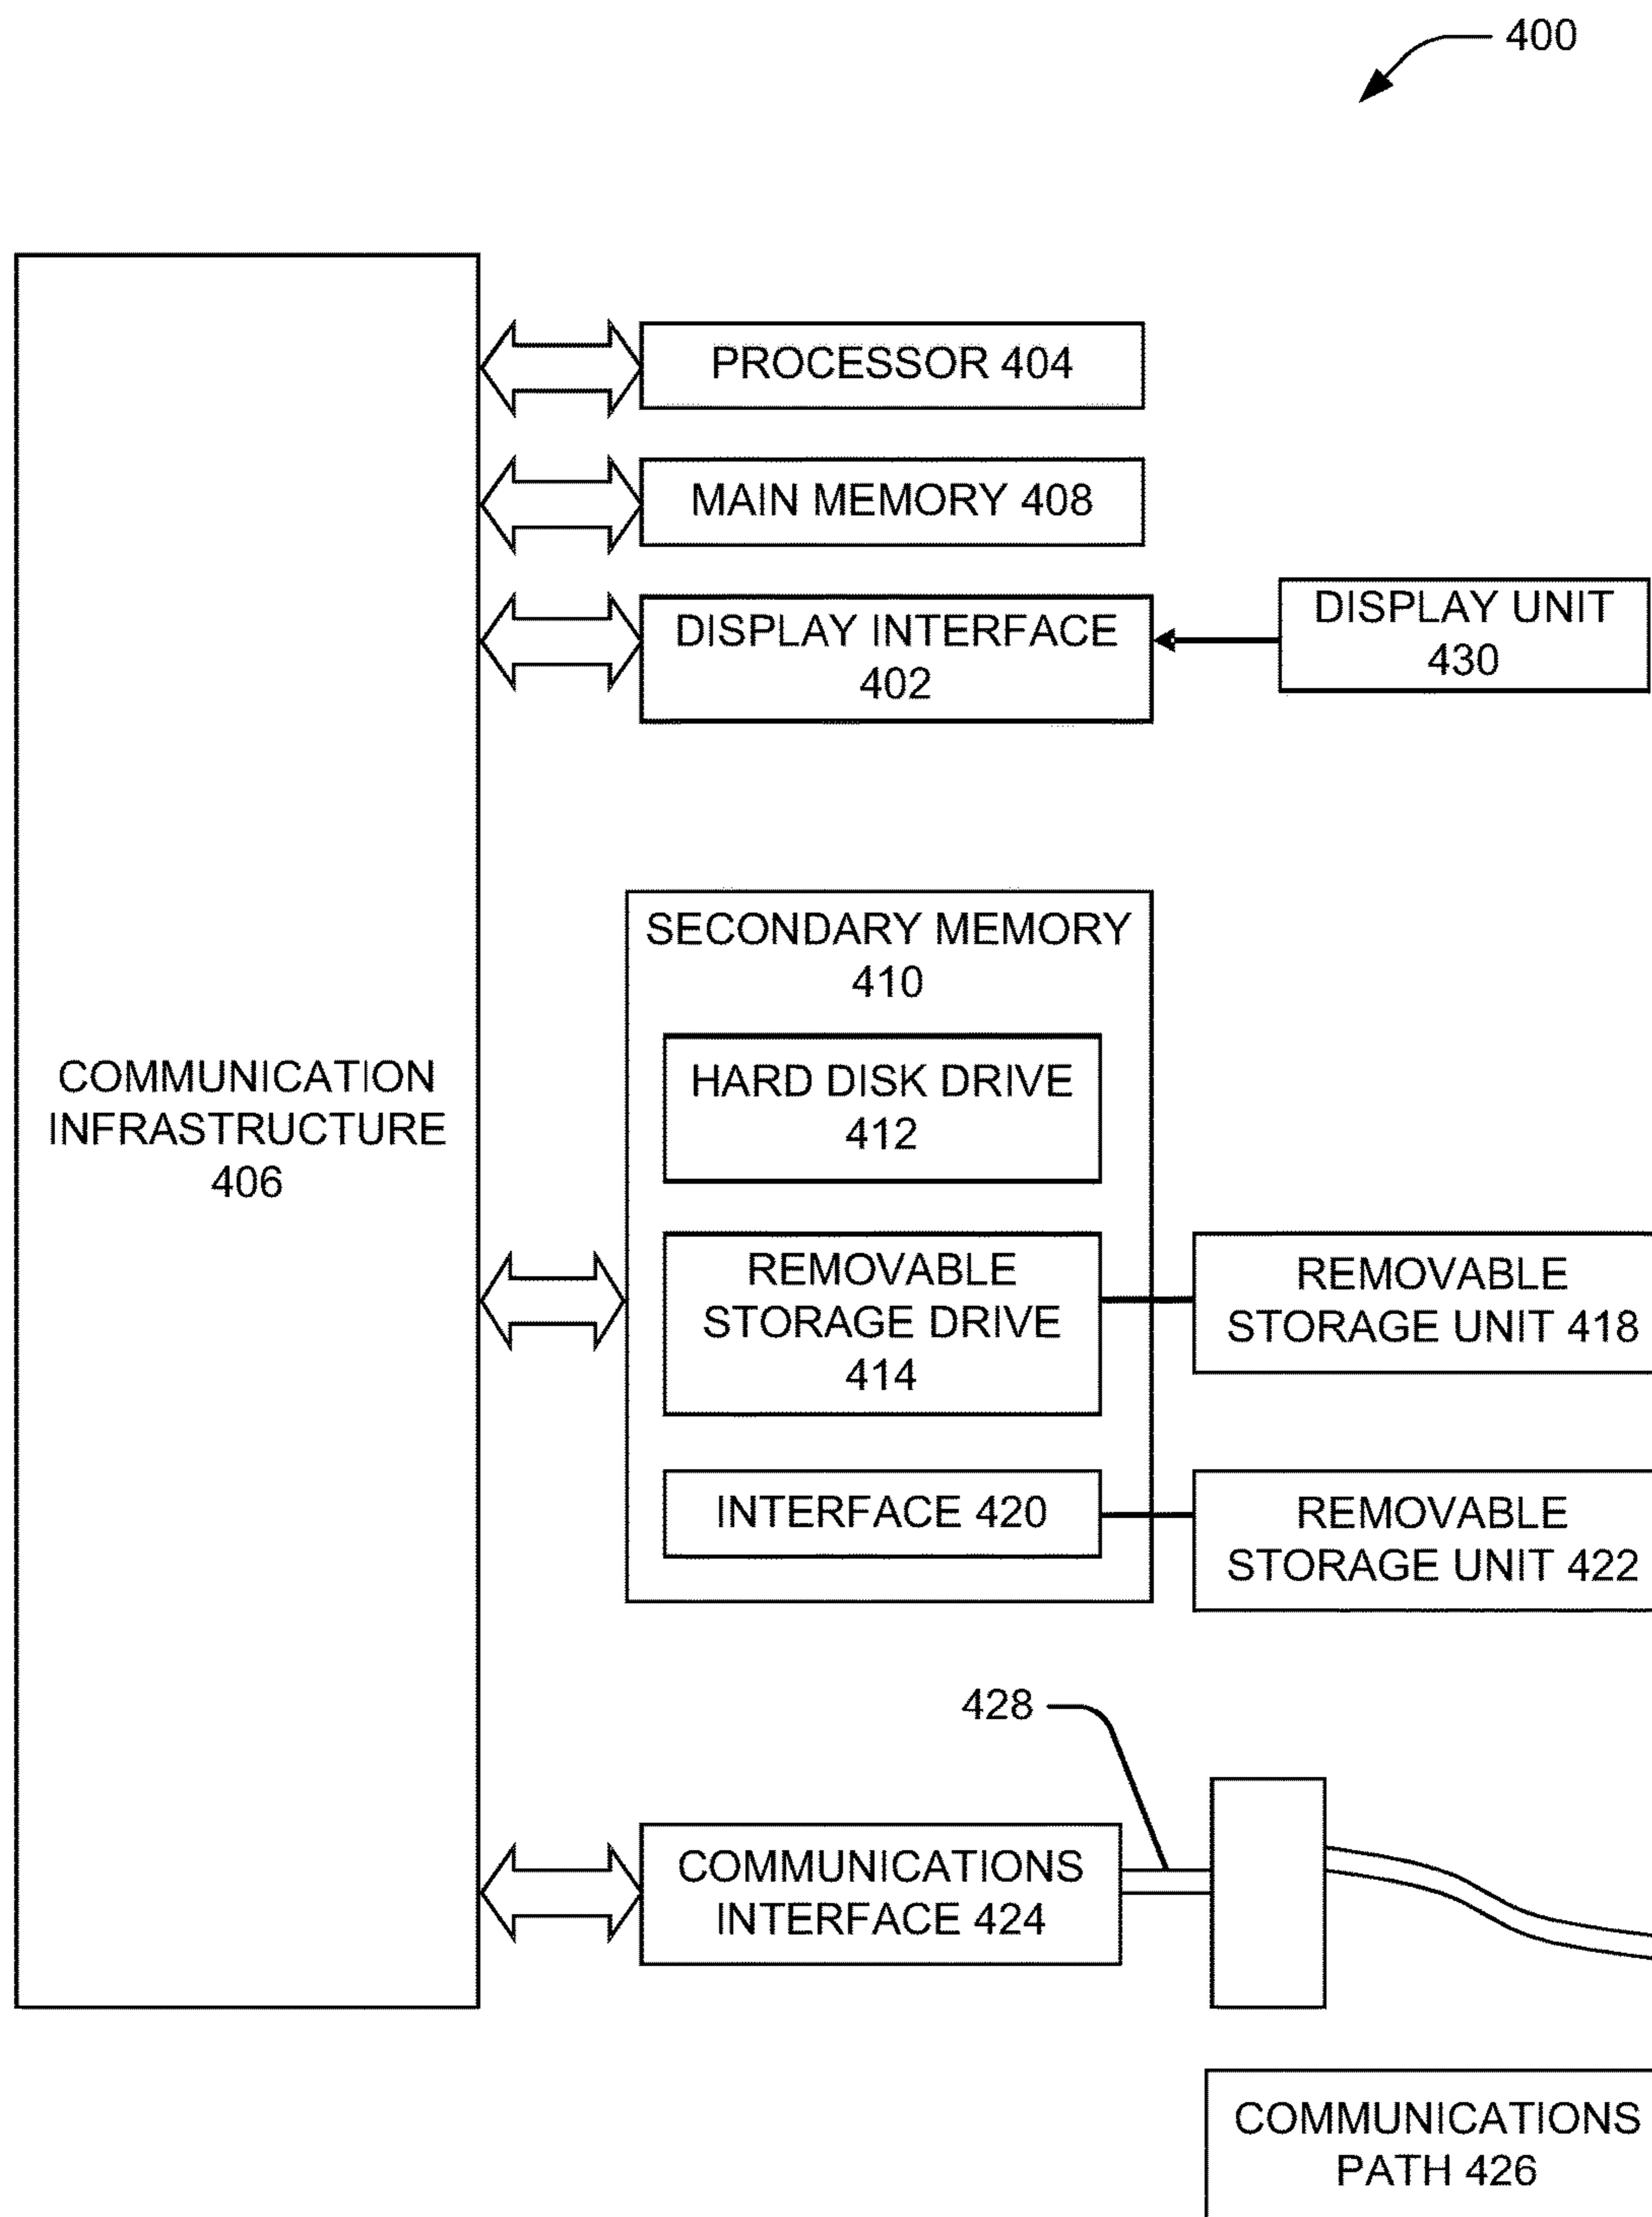 400
PROCESSOR 404
MAIN MEMORY 408
DISPLAY INTERFACE
402
DISPLAY UNIT
430
COMMUNICATION
INFRASTRUCTURE
406
SECONDARY MEMORY
410
HARD DISK DRIVE
412
REMOVABLE
STORAGE DRIVE
414
REMOVABLE
STORAGE UNIT 418
INTERFACE 420
REMOVABLE
STORAGE UNIT 422
428
COMMUNICATIONS
INTERFACE 424
COMMUNICATIONS
PATH 426